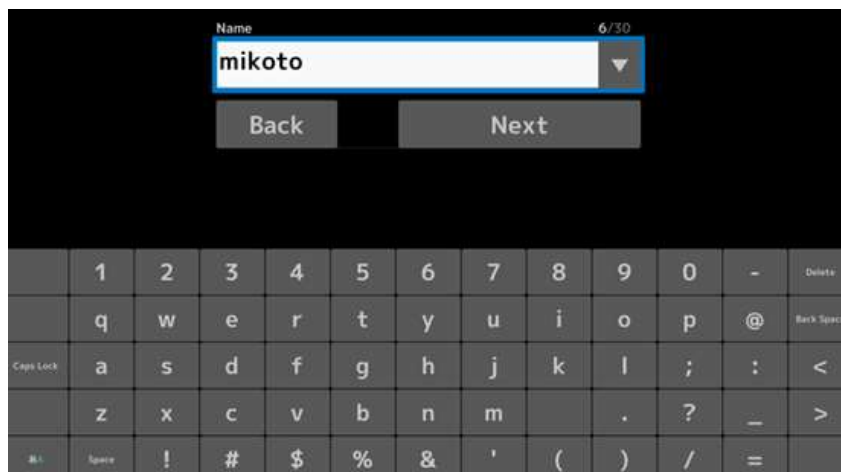 Name 6/30
mikoto ▼
Back Next
1 2 3 4 5 6 7 8 9 0 - Delete
q w e r t y u i o p @ Back Spac
Caps Lock a s d f g h j k l ; : <
z x c v b n m . ? _ >
Space ! # $ % & ' ( ) / =